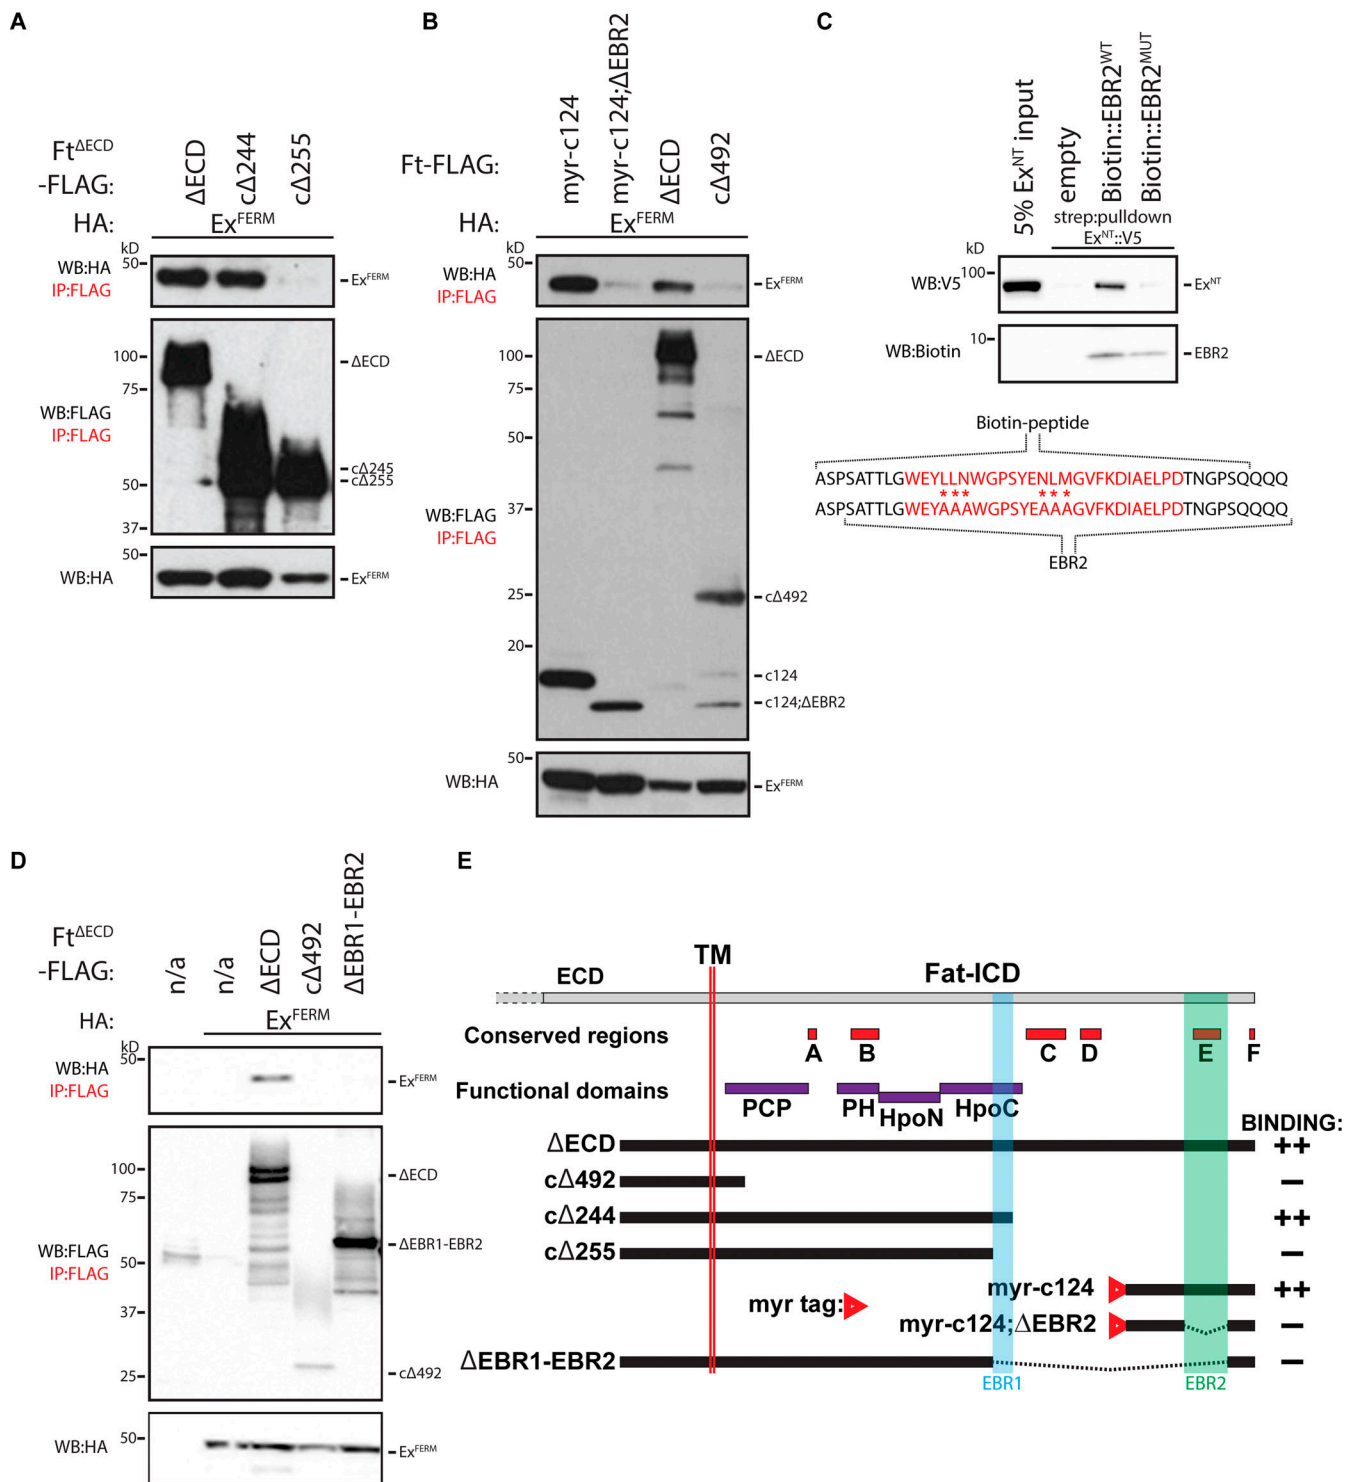 A
Ft^ΔECD
-FLAG:
ΔECD
cΔ244
cΔ255
HA:
Ex^FERM
kD
50
WB:HA
IP:FLAG
Ex^FERM
100
75
WB:FLAG
IP:FLAG
50
37
ΔECD
cΔ245
cΔ255
50
WB:HA
Ex^FERM
B
Ft-FLAG:
myr-c124
myr-c124;ΔEBR2
ΔECD
cΔ492
HA:
Ex^FERM
kD
50
WB:HA
IP:FLAG
Ex^FERM
100
75
50
37
WB:FLAG
IP:FLAG
25
20
ΔECD
cΔ492
c124
c124;ΔEBR2
50
WB:HA
Ex^FERM
C
5% Ex^NT input
empty
Biotin::EBR2^WT
Biotin::EBR2^MUT
strep:pulldown
Ex^NT::V5
kD
100
WB:V5
Ex^NT
10
WB:Biotin
EBR2
Biotin-peptide
ASPSATTLGWEYLLNWGPSYENLMGVFKDIAELPDTNGPSQQQQ
*** ***
ASPSATTLGWEYAAAWGPSYEAAAGVFKDIAELPDTNGPSQQQQ
EBR2
D
Ft^ΔECD
-FLAG:
n/a
n/a
ΔECD
cΔ492
ΔEBR1-EBR2
HA:
Ex^FERM
kD
50
WB:HA
IP:FLAG
Ex^FERM
100
75
WB:FLAG
IP:FLAG
50
37
25
ΔECD
ΔEBR1-EBR2
cΔ492
50
WB:HA
Ex^FERM
E
TM
ECD
Fat-ICD
Conserved regions
A B C D E F
Functional domains
PCP PH HpoN HpoC
BINDING:
ΔECD ++
cΔ492 −
cΔ244 ++
cΔ255 −
myr-c124 ++
myr tag:
myr-c124;ΔEBR2 −
ΔEBR1-EBR2 −
EBR1 EBR2